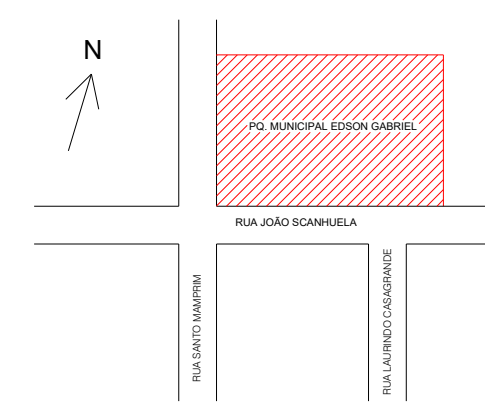 N
PQ. MUNICIPAL EDSON GABRIEL
RUA JOÃO SCANHUELA
RUA SANTO MAMPRIM
RUA LAURINDO CASAGRANDE